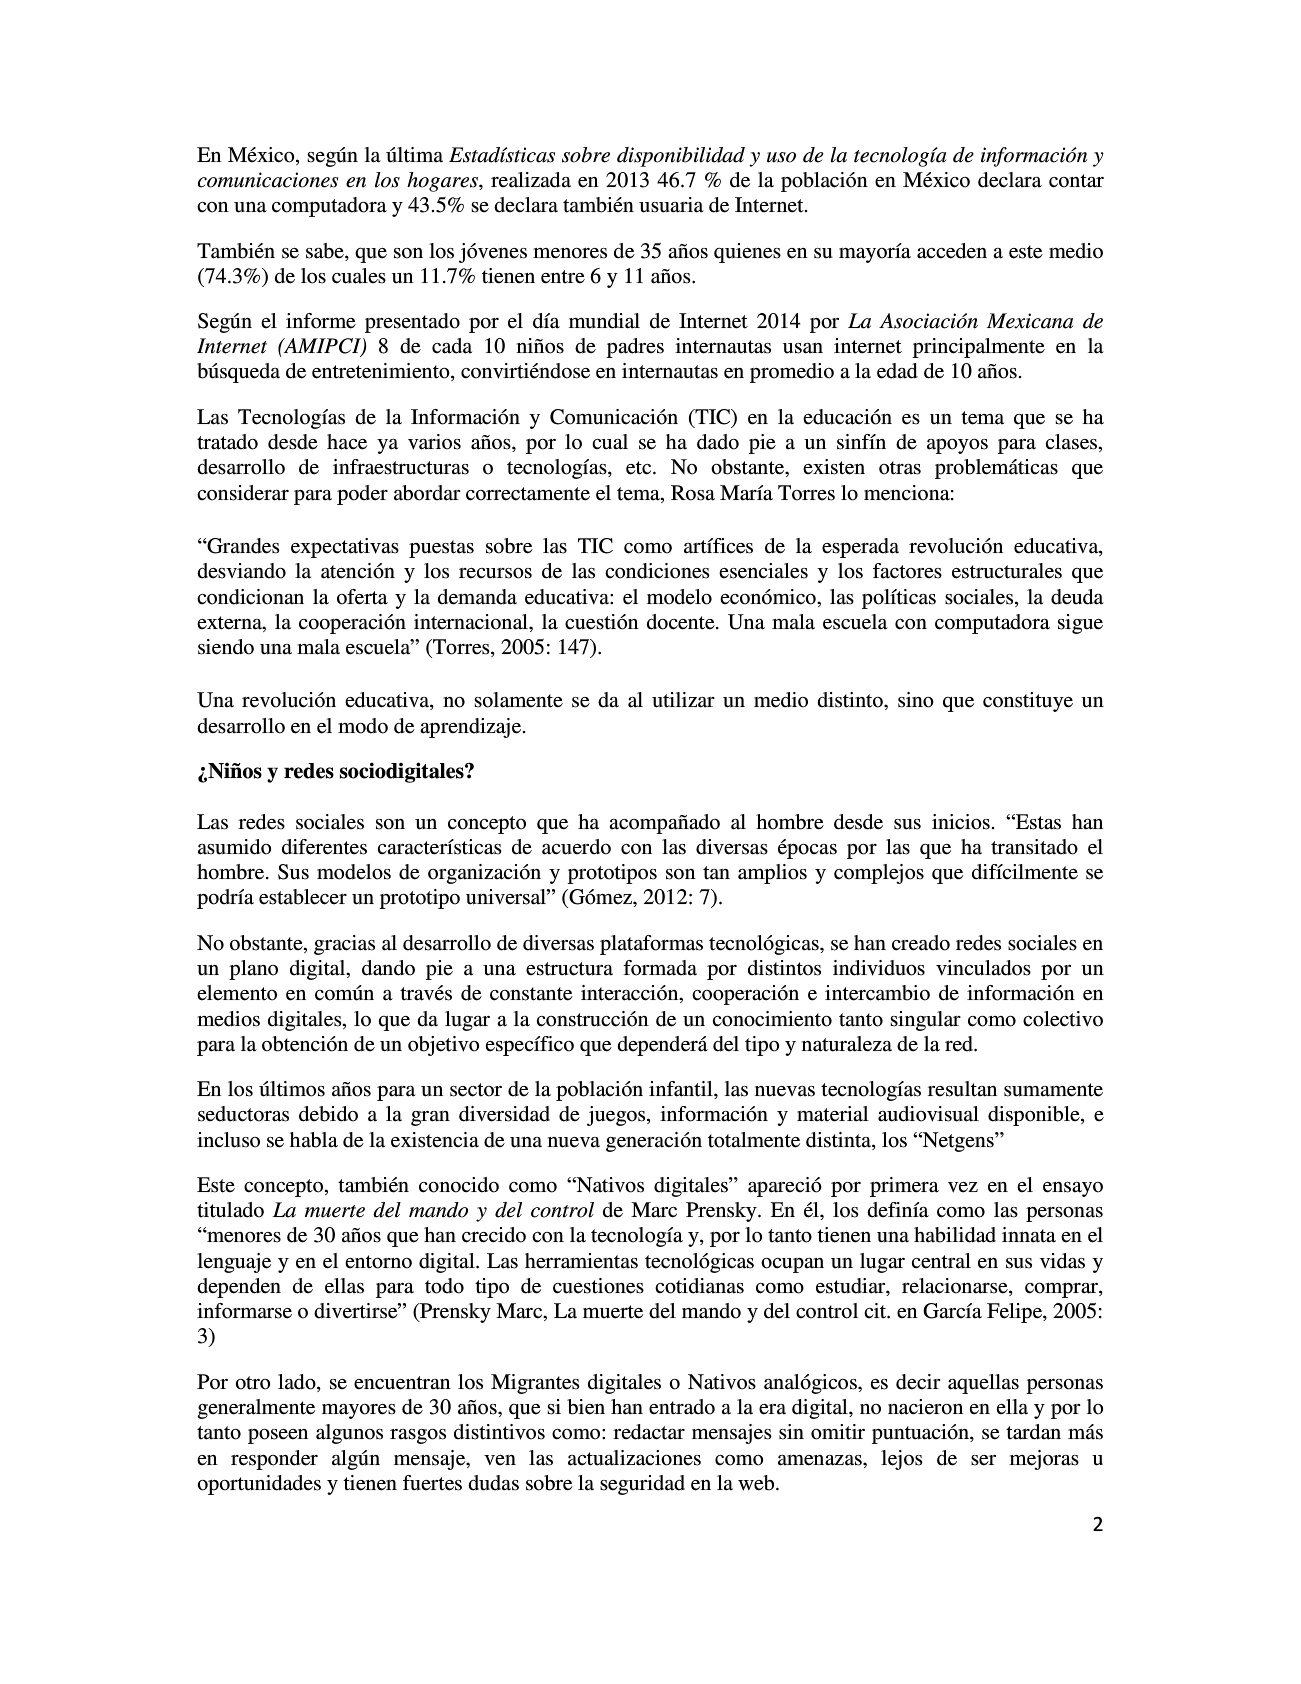 En México, según la última Estadísticas sobre disponibilidad y uso de la tecnología de información y
comunicaciones en los hogares, realizada en 2013 46.7 % de la población en México declara contar
con una computadora y 43.5% se declara también usuaria de Internet.
También se sabe, que son los jóvenes menores de 35 años quienes en su mayoría acceden a este medio
(74.3%) de los cuales un 11.7% tienen entre 6 y 11 años.
Según el informe presentado por el día mundial de Internet 2014 por La Asociación Mexicana de
Internet (AMIPCI) 8 de cada 10 niños de padres internautas usan internet principalmente en la
búsqueda de entretenimiento, convirtiéndose en internautas en promedio a la edad de 10 años.
Las Tecnologías de la Información y Comunicación (TIC) en la educación es un tema que se ha
tratado desde hace ya varios años, por lo cual se ha dado pie a un sinfín de apoyos para clases,
desarrollo de infraestructuras o tecnologías, etc. No obstante, existen otras problemáticas que
considerar para poder abordar correctamente el tema, Rosa María Torres lo menciona:
“Grandes expectativas puestas sobre las TIC como artífices de la esperada revolución educativa,
desviando la atención y los recursos de las condiciones esenciales y los factores estructurales que
condicionan la oferta y la demanda educativa: el modelo económico, las políticas sociales, la deuda
externa, la cooperación internacional, la cuestión docente. Una mala escuela con computadora sigue
siendo una mala escuela” (Torres, 2005: 147).
Una revolución educativa, no solamente se da al utilizar un medio distinto, sino que constituye un
desarrollo en el modo de aprendizaje.
¿Niños y redes sociodigitales?
Las redes sociales son un concepto que ha acompañado al hombre desde sus inicios. “Estas han
asumido diferentes características de acuerdo con las diversas épocas por las que ha transitado el
hombre. Sus modelos de organización y prototipos son tan amplios y complejos que difícilmente se
podría establecer un prototipo universal” (Gómez, 2012: 7).
No obstante, gracias al desarrollo de diversas plataformas tecnológicas, se han creado redes sociales en
un plano digital, dando pie a una estructura formada por distintos individuos vinculados por un
elemento en común a través de constante interacción, cooperación e intercambio de información en
medios digitales, lo que da lugar a la construcción de un conocimiento tanto singular como colectivo
para la obtención de un objetivo específico que dependerá del tipo y naturaleza de la red.
En los últimos años para un sector de la población infantil, las nuevas tecnologías resultan sumamente
seductoras debido a la gran diversidad de juegos, información y material audiovisual disponible, e
incluso se habla de la existencia de una nueva generación totalmente distinta, los “Netgens”
Este concepto, también conocido como “Nativos digitales” apareció por primera vez en el ensayo
titulado La muerte del mando y del control de Marc Prensky. En él, los definía como las personas
“menores de 30 años que han crecido con la tecnología y, por lo tanto tienen una habilidad innata en el
lenguaje y en el entorno digital. Las herramientas tecnológicas ocupan un lugar central en sus vidas y
dependen de ellas para todo tipo de cuestiones cotidianas como estudiar, relacionarse, comprar,
informarse o divertirse” (Prensky Marc, La muerte del mando y del control cit. en García Felipe, 2005:
3)
Por otro lado, se encuentran los Migrantes digitales o Nativos analógicos, es decir aquellas personas
generalmente mayores de 30 años, que si bien han entrado a la era digital, no nacieron en ella y por lo
tanto poseen algunos rasgos distintivos como: redactar mensajes sin omitir puntuación, se tardan más
en responder algún mensaje, ven las actualizaciones como amenazas, lejos de ser mejoras u
oportunidades y tienen fuertes dudas sobre la seguridad en la web.
2